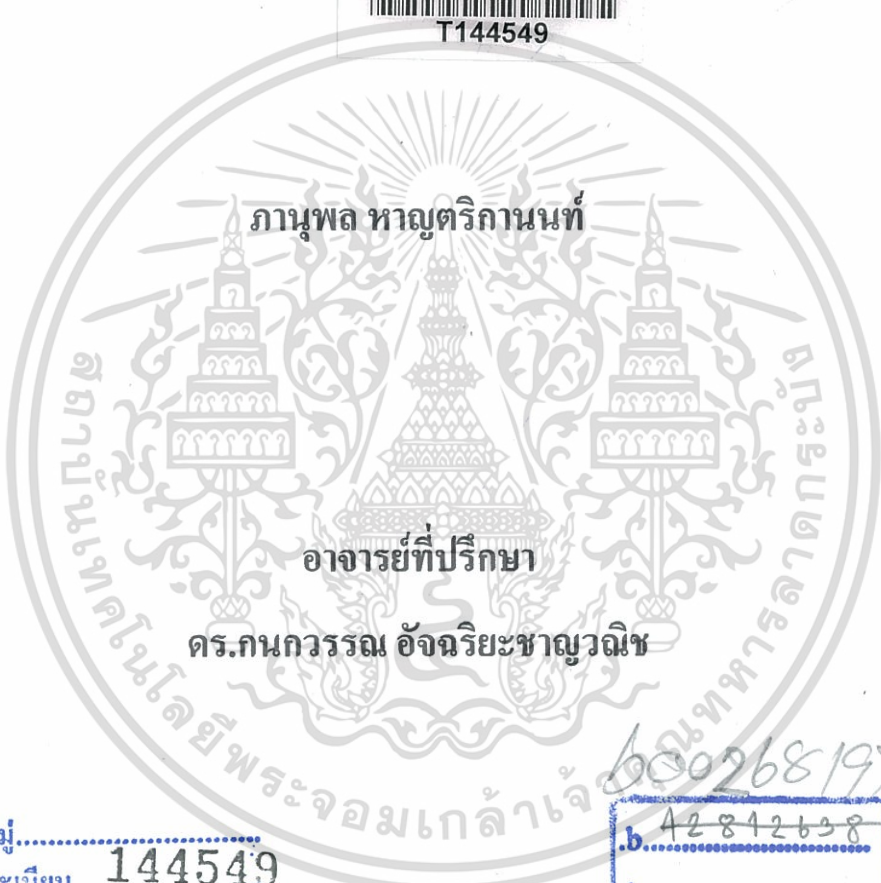 T144549
ภานุพล หาญตริกานนท์
อาจารย์ที่ปรึกษา
ดร.กนกวรรณ อัจฉริยะชาญวณิช
สถาบันเทคโนโลยีพระจอมเกล้าเจ้าคุณทหารลาดกระบัง
b00268197
.b 12812638
144549